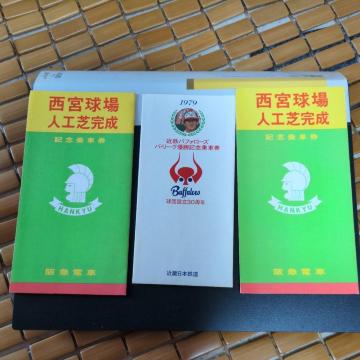 西宮球場
人工芝完成
記念乗車券
HANKYU
阪急電車
1979
近鉄バファローズ
パ・リーグ優勝記念乗車券
Buffaloes
球団設立30周年
近畿日本鉄道
西宮球場
人工芝完成
記念乗車券
HANKYU
阪急電車